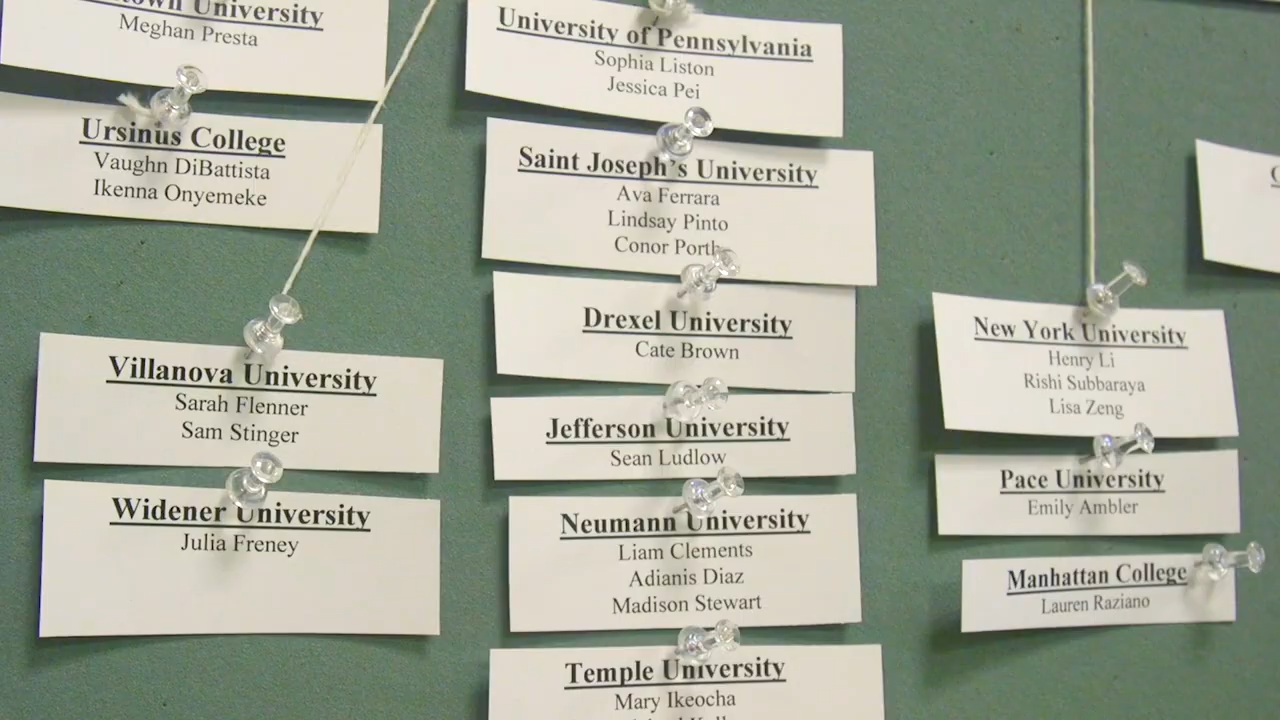 University
Meghan Presta
Ursinus College
Vaughn DiBattista
Ikenna Onyemeke
Villanova University
Sarah Flenner
Sam Stinger
Widener University
Julia Freney
University of Pennsylvania
Sophia Liston
Jessica Pei
Saint Joseph's University
Ava Ferrara
Lindsay Pinto
Conor
Drexel University
Cate Brown
Jefferson University
Sean Ludlow
Neumann University
Liam Clements
Adianis Diaz
Madison Stewart
Temple University
Mary Ikeocha
New York University
Henry Li
Rishi Subbaraya
Lisa Zeng
Pace University
Emily Ambler
Manhattan College
Lauren Raziano